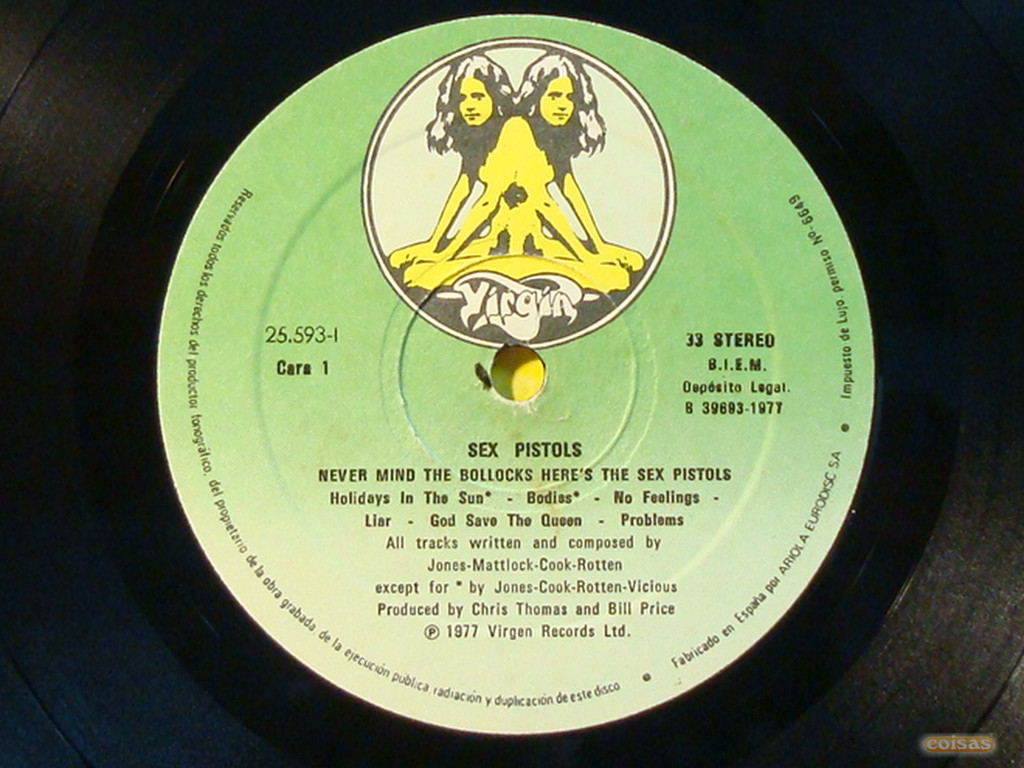 Virgin
25.593-I
Cara 1
33 STEREO
B.I.E.M.
Depósito Legal.
B 39693-1977
SEX PISTOLS
NEVER MIND THE BOLLOCKS HERE'S THE SEX PISTOLS
Holidays In The Sun* - Bodies* - No Feelings -
Liar - God Save The Queen - Problems
All tracks written and composed by
Jones-Mattlock-Cook-Rotten
except for * by Jones-Cook-Rotten-Vicious
Produced by Chris Thomas and Bill Price
℗ 1977 Virgen Records Ltd.
Reservados todos los derechos del productor fonográfico, del propietario de la obra grabada, de la ejecución pública, radiación y duplicación de este disco ● Fabricado en España por ARIOLA EURODISC SA ● Impuesto de Lujo, permiso Nº-6649
coisas